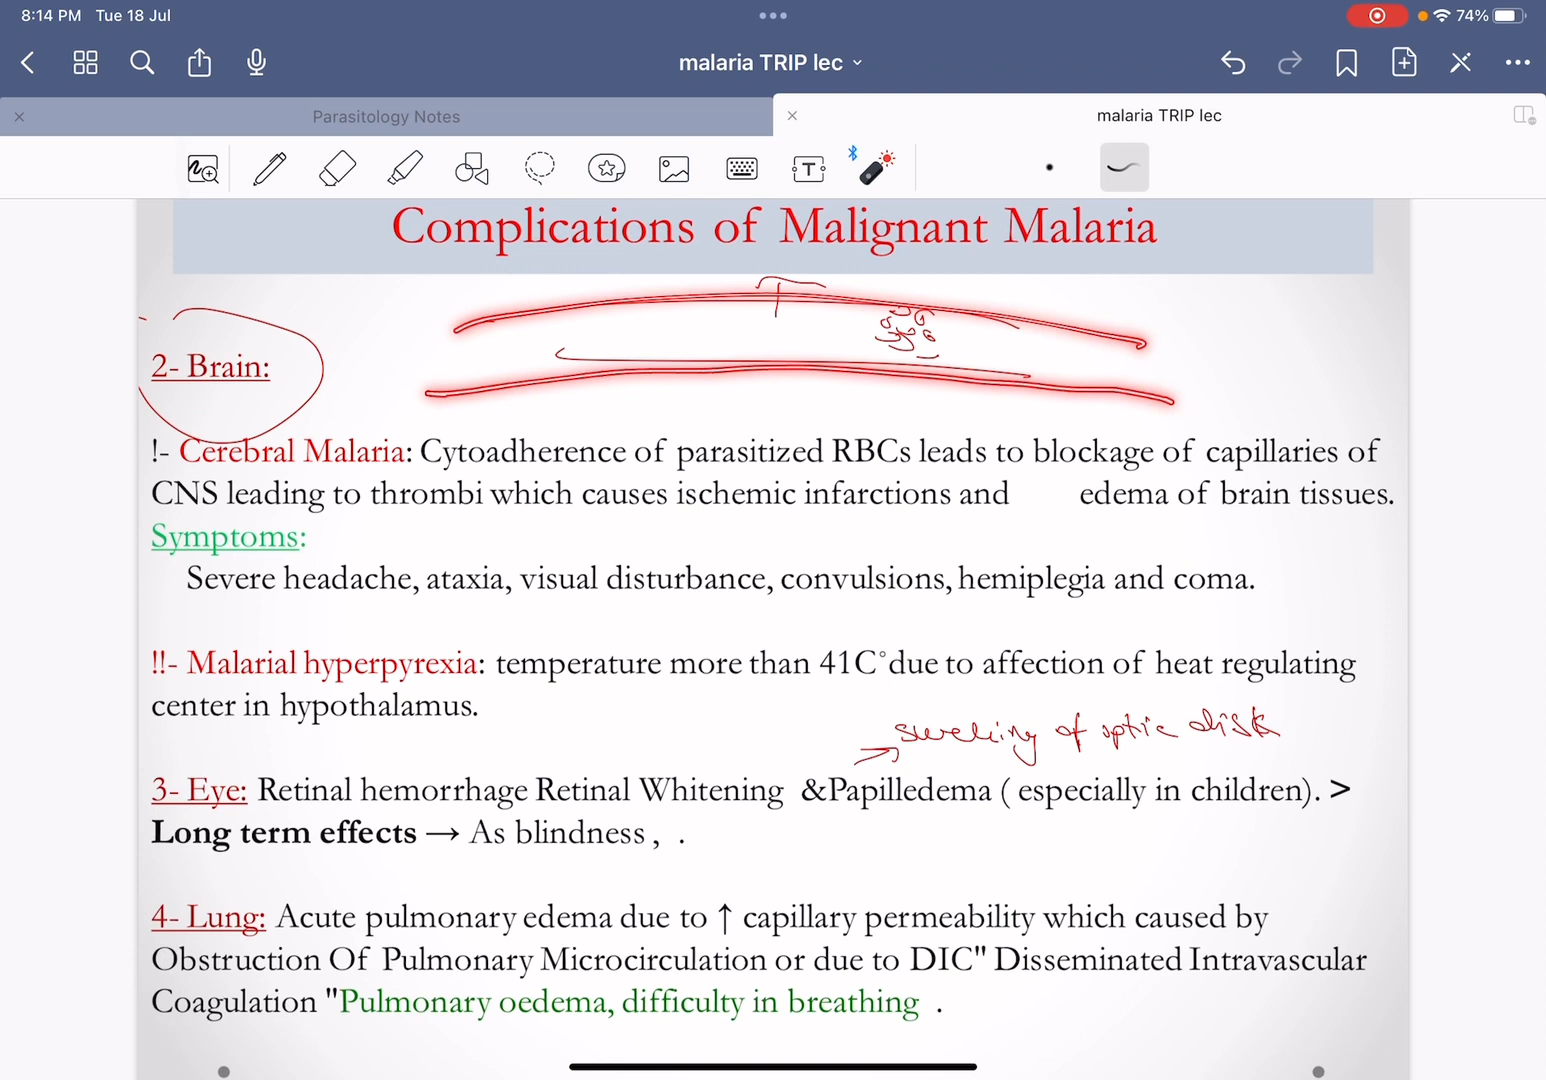 8:14 PM Tue 18 Jul
74%
malaria TRIP lec
Parasitology Notes
malaria TRIP lec
T
Complications of Malignant Malaria
2- Brain:
!- Cerebral Malaria: Cytoadherence of parasitized RBCs leads to blockage of capillaries of
CNS leading to thrombi which causes ischemic infarctions and edema of brain tissues.
Symptoms:
Severe headache, ataxia, visual disturbance, convulsions, hemiplegia and coma.
!!- Malarial hyperpyrexia: temperature more than 41C° due to affection of heat regulating
center in hypothalamus.
swelling of optic disk
3- Eye: Retinal hemorrhage Retinal Whitening &Papilledema ( especially in children). >
Long term effects → As blindness , .
4- Lung: Acute pulmonary edema due to ↑ capillary permeability which caused by
Obstruction Of Pulmonary Microcirculation or due to DIC" Disseminated Intravascular
Coagulation "Pulmonary oedema, difficulty in breathing .